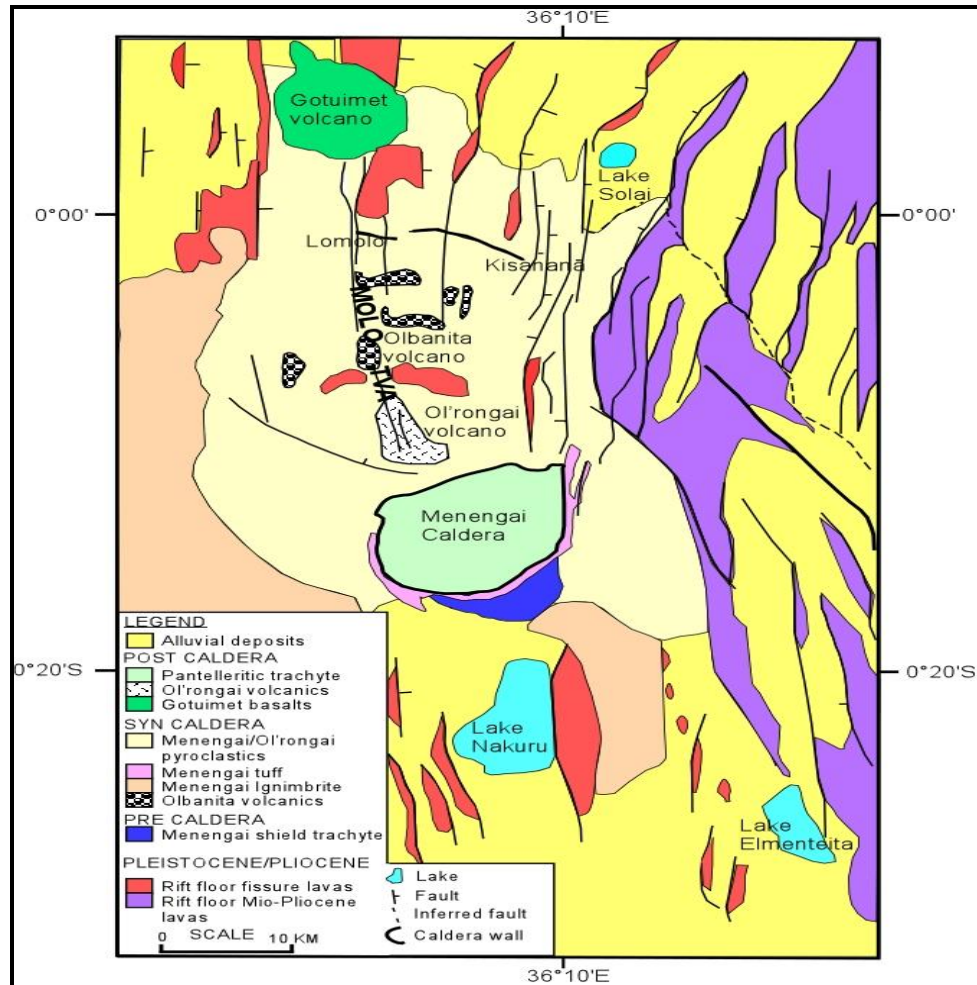 36°10'E
Gotuimet
volcano
Lake
Solai
0°00'
0°00'
Lomolo
Kisanana
MOLO TVA
Olbanita
volcano
Ol'rongai
volcano
Menengai
Caldera
LEGEND
Alluvial deposits
POST CALDERA
Pantelleritic trachyte
Ol'rongai volcanics
Gotuimet basalts
SYN CALDERA
Menengai/Ol'rongai
pyroclastics
Menengai tuff
Menengai Ignimbrite
Olbanita volcanics
PRE CALDERA
Menengai shield trachyte
PLEISTOCENE/PLIOCENE
Rift floor fissure lavas
Rift floor Mio-Pliocene
lavas
0 SCALE 10 KM
Lake
Fault
Inferred fault
Caldera wall
0°20'S
0°20'S
Lake
Nakuru
Lake
Elmenteita
36°10'E